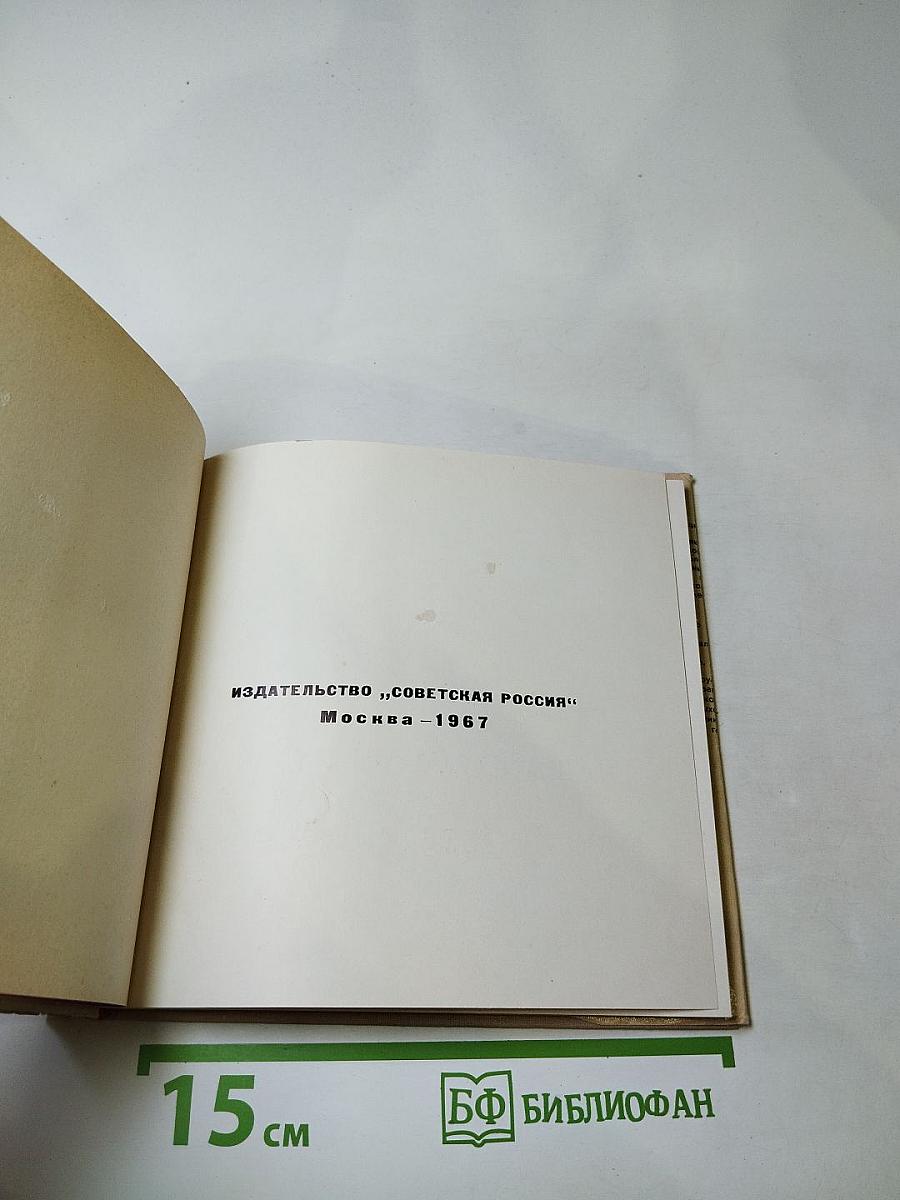 ИЗДАТЕЛЬСТВО „СОВЕТСКАЯ РОССИЯ“
Москва – 1967
15 см
БФ БИБЛИОФАН